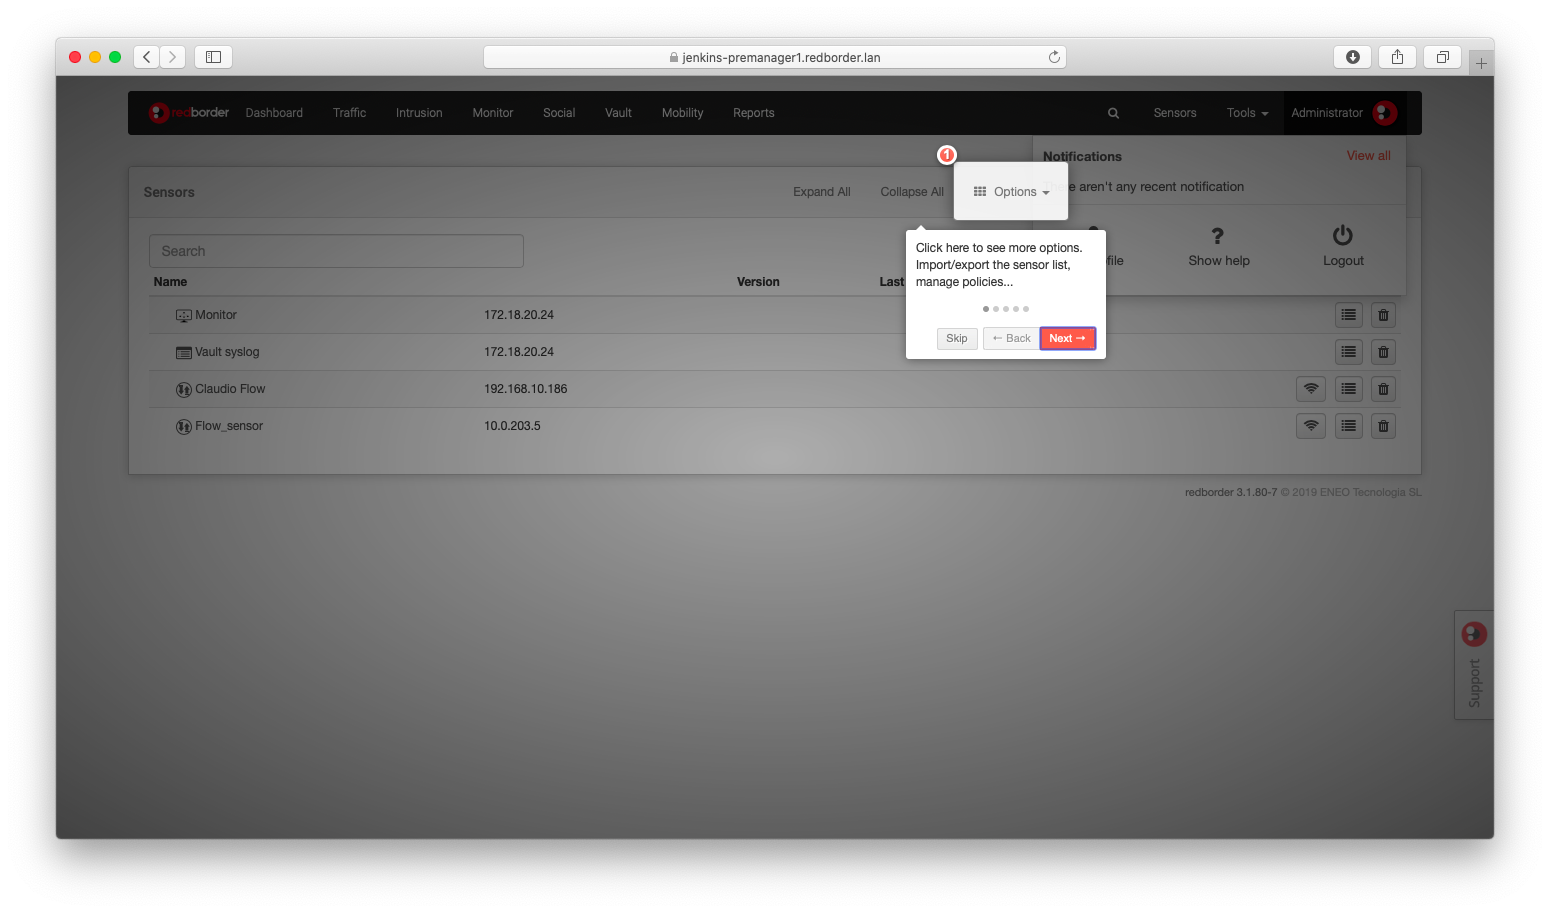 jenkins-premanager1.redborder.lan
redborder Dashboard Traffic Intrusion Monitor Social Vault Mobility Reports Sensors Tools Administrator
Notifications View all
aren't any recent notification
Show help Logout
Sensors Expand All Collapse All Options
1
Click here to see more options.
Import/export the sensor list,
manage policies...
Skip ← Back Next →
Search
Name Version Last
Monitor 172.18.20.24
Vault syslog 172.18.20.24
Claudio Flow 192.168.10.186
Flow_sensor 10.0.203.5
redborder 3.1.80-7 © 2019 ENEO Tecnologia SL
Support